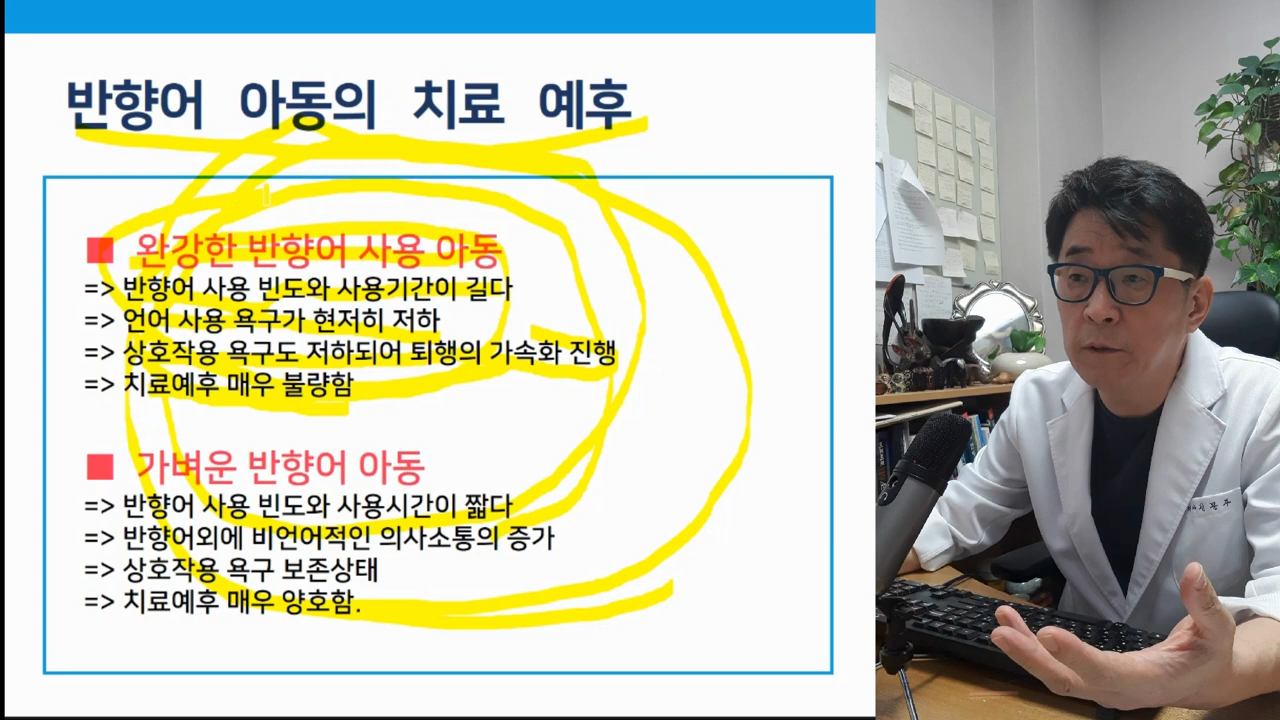 반향어 아동의 치료 예후
■ 완강한 반향어 사용 아동
=> 반향어 사용 빈도와 사용기간이 길다
=> 언어 사용 욕구가 현저히 저하
=> 상호작용 욕구도 저하되어 퇴행의 가속화 진행
=> 치료예후 매우 불량함
■ 가벼운 반향어 아동
=> 반향어 사용 빈도와 사용시간이 짧다
=> 반향어외에 비언어적인 의사소통의 증가
=> 상호작용 욕구 보존상태
=> 치료예후 매우 양호함.